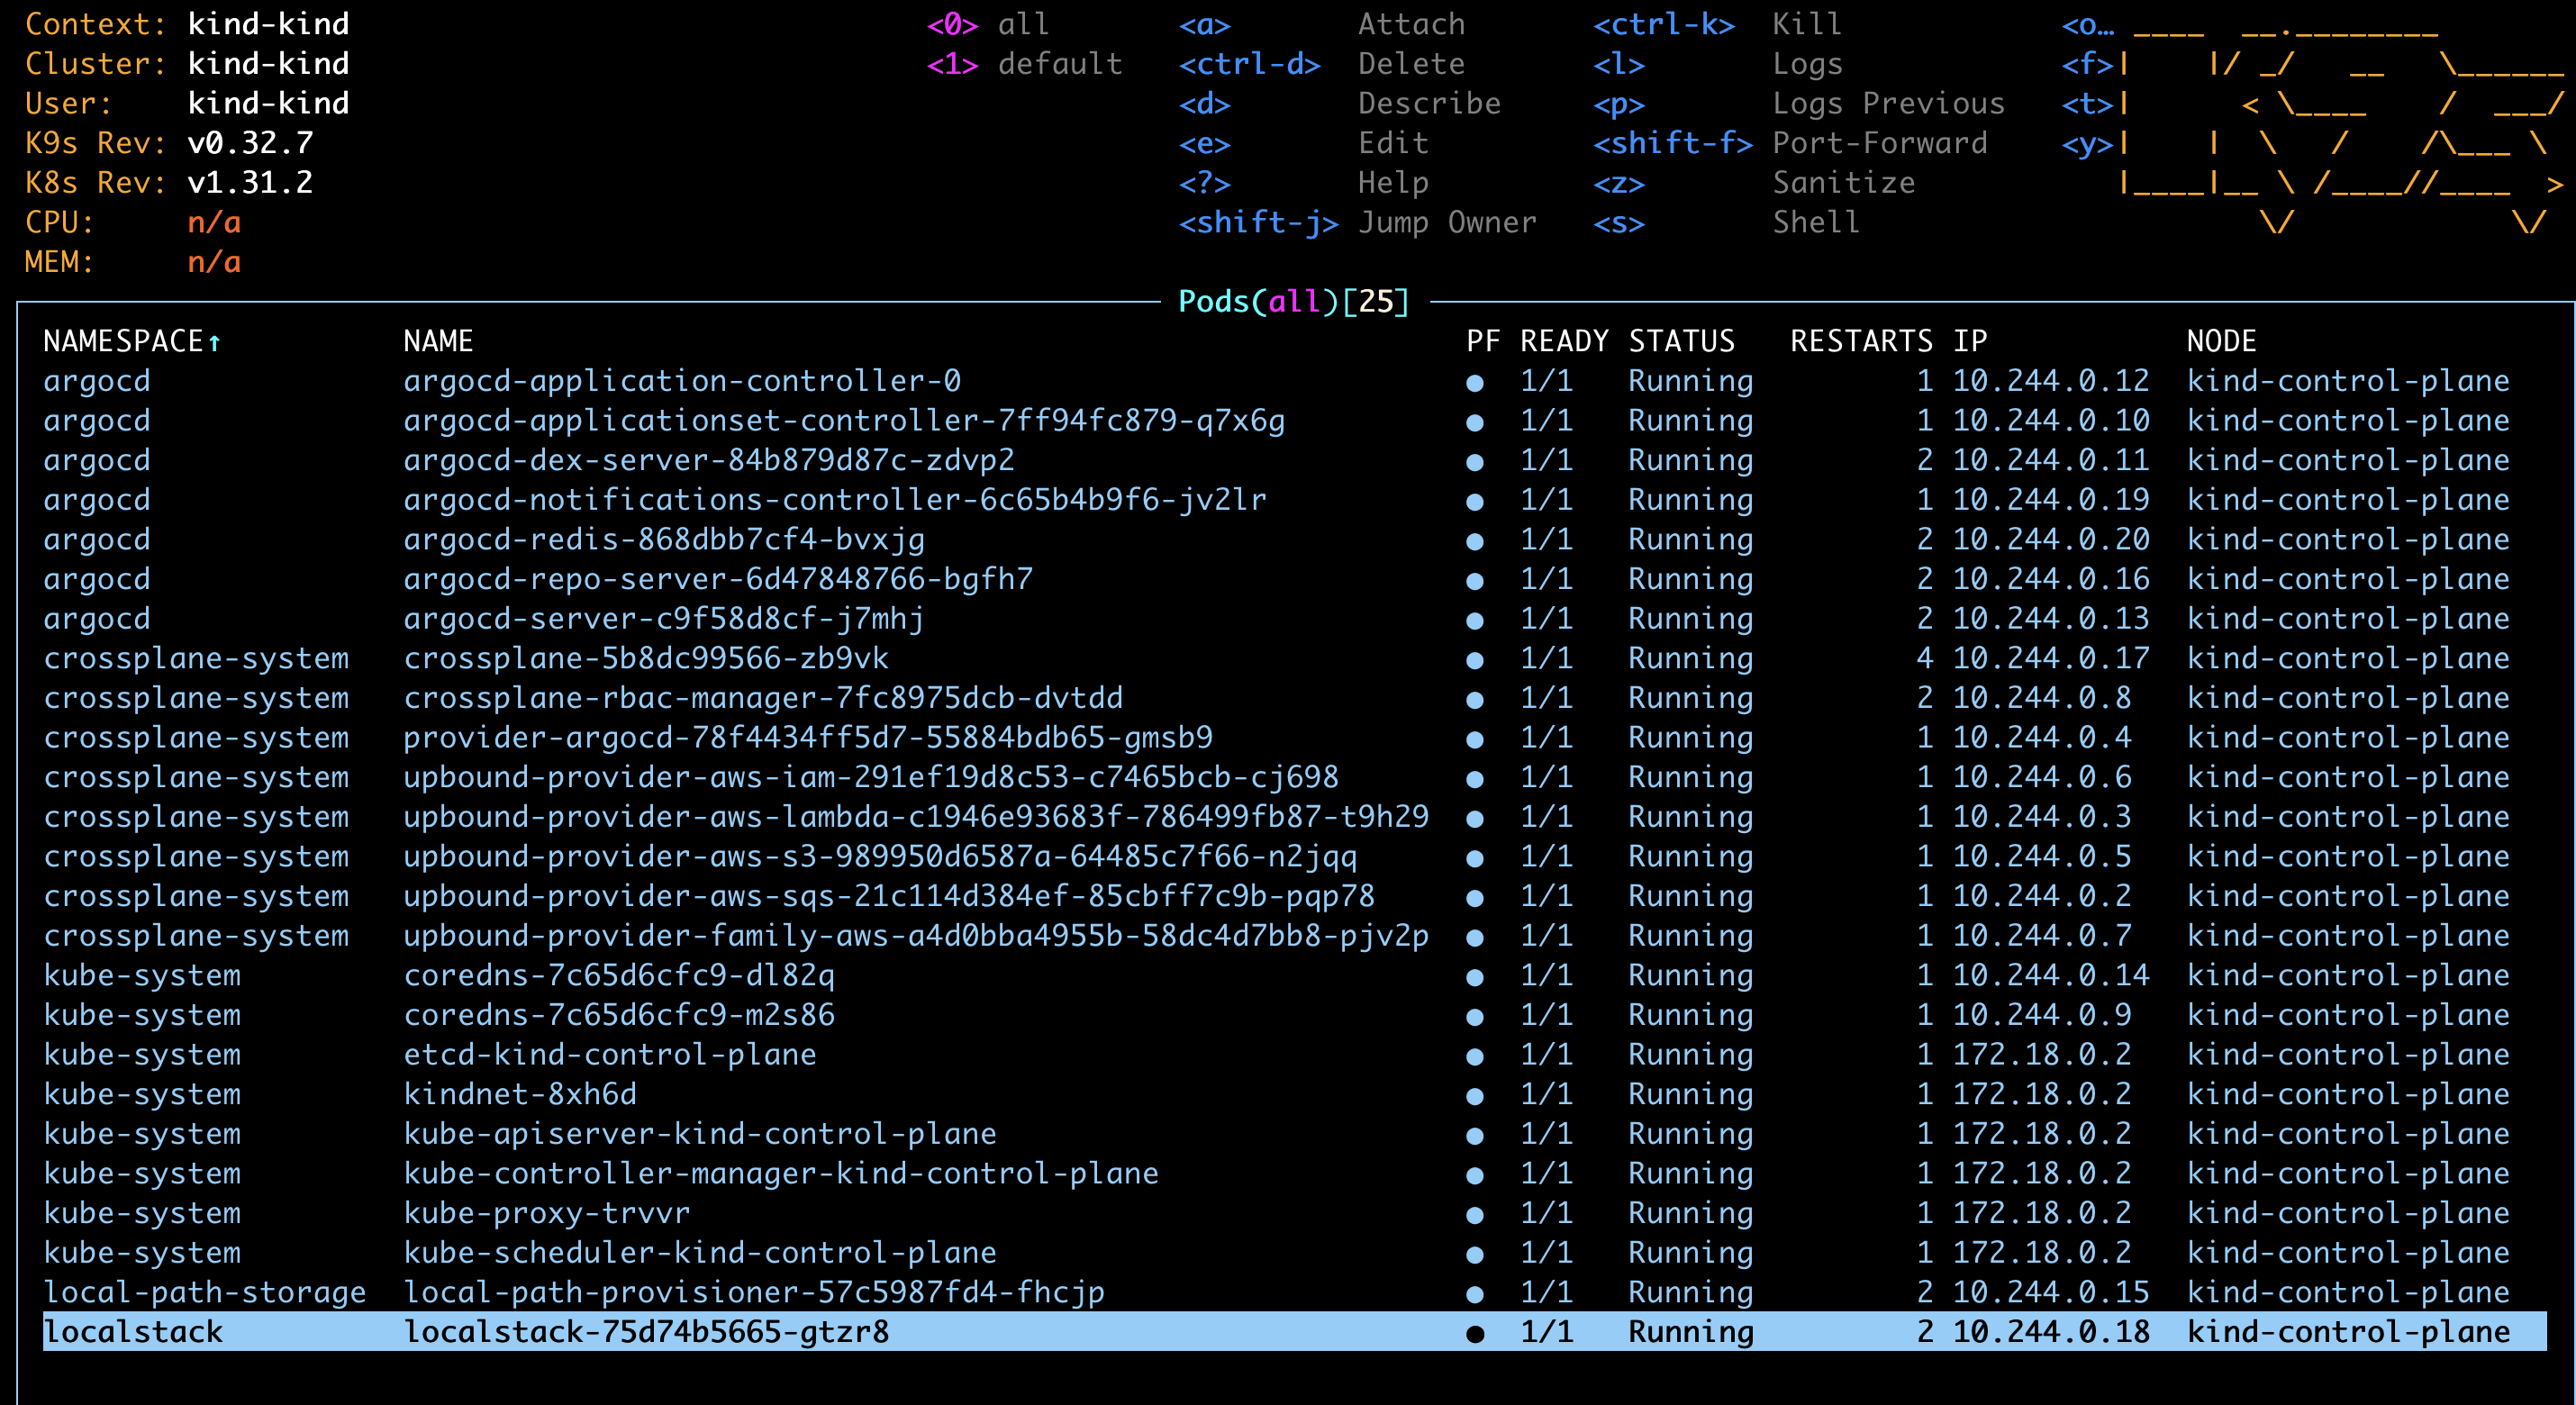 Context: kind-kind <0> all <a> Attach <ctrl-k> Kill <o…
Cluster: kind-kind <1> default <ctrl-d> Delete <l> Logs <f>
User: kind-kind <d> Describe <p> Logs Previous <t>
K9s Rev: v0.32.7 <e> Edit <shift-f> Port-Forward <y>
K8s Rev: v1.31.2 <?> Help <z> Sanitize
CPU: n/a <shift-j> Jump Owner <s> Shell
MEM: n/a
Pods(all)[25]
NAMESPACE↑ NAME PF READY STATUS RESTARTS IP NODE
argocd argocd-application-controller-0 ● 1/1 Running 1 10.244.0.12 kind-control-plane
argocd argocd-applicationset-controller-7ff94fc879-q7x6g ● 1/1 Running 1 10.244.0.10 kind-control-plane
argocd argocd-dex-server-84b879d87c-zdvp2 ● 1/1 Running 2 10.244.0.11 kind-control-plane
argocd argocd-notifications-controller-6c65b4b9f6-jv2lr ● 1/1 Running 1 10.244.0.19 kind-control-plane
argocd argocd-redis-868dbb7cf4-bvxjg ● 1/1 Running 2 10.244.0.20 kind-control-plane
argocd argocd-repo-server-6d47848766-bgfh7 ● 1/1 Running 2 10.244.0.16 kind-control-plane
argocd argocd-server-c9f58d8cf-j7mhj ● 1/1 Running 2 10.244.0.13 kind-control-plane
crossplane-system crossplane-5b8dc99566-zb9vk ● 1/1 Running 4 10.244.0.17 kind-control-plane
crossplane-system crossplane-rbac-manager-7fc8975dcb-dvtdd ● 1/1 Running 2 10.244.0.8 kind-control-plane
crossplane-system provider-argocd-78f4434ff5d7-55884bdb65-gmsb9 ● 1/1 Running 1 10.244.0.4 kind-control-plane
crossplane-system upbound-provider-aws-iam-291ef19d8c53-c7465bcb-cj698 ● 1/1 Running 1 10.244.0.6 kind-control-plane
crossplane-system upbound-provider-aws-lambda-c1946e93683f-786499fb87-t9h29 ● 1/1 Running 1 10.244.0.3 kind-control-plane
crossplane-system upbound-provider-aws-s3-989950d6587a-64485c7f66-n2jqq ● 1/1 Running 1 10.244.0.5 kind-control-plane
crossplane-system upbound-provider-aws-sqs-21c114d384ef-85cbff7c9b-pqp78 ● 1/1 Running 1 10.244.0.2 kind-control-plane
crossplane-system upbound-provider-family-aws-a4d0bba4955b-58dc4d7bb8-pjv2p ● 1/1 Running 1 10.244.0.7 kind-control-plane
kube-system coredns-7c65d6cfc9-dl82q ● 1/1 Running 1 10.244.0.14 kind-control-plane
kube-system coredns-7c65d6cfc9-m2s86 ● 1/1 Running 1 10.244.0.9 kind-control-plane
kube-system etcd-kind-control-plane ● 1/1 Running 1 172.18.0.2 kind-control-plane
kube-system kindnet-8xh6d ● 1/1 Running 1 172.18.0.2 kind-control-plane
kube-system kube-apiserver-kind-control-plane ● 1/1 Running 1 172.18.0.2 kind-control-plane
kube-system kube-controller-manager-kind-control-plane ● 1/1 Running 1 172.18.0.2 kind-control-plane
kube-system kube-proxy-trvvr ● 1/1 Running 1 172.18.0.2 kind-control-plane
kube-system kube-scheduler-kind-control-plane ● 1/1 Running 1 172.18.0.2 kind-control-plane
local-path-storage local-path-provisioner-57c5987fd4-fhcjp ● 1/1 Running 2 10.244.0.15 kind-control-plane
localstack localstack-75d74b5665-gtzr8 ● 1/1 Running 2 10.244.0.18 kind-control-plane